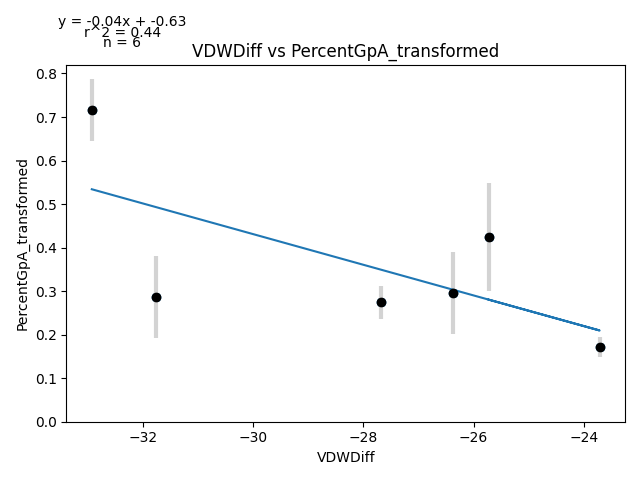 y = -0.04x + -0.63
r^2 = 0.44
n = 6
VDWDiff vs PercentGpA_transformed
0.8
0.7
0.6
0.5
0.4
0.3
0.2
0.1
0.0
PercentGpA_transformed
−32
−30
−28
−26
−24
VDWDiff